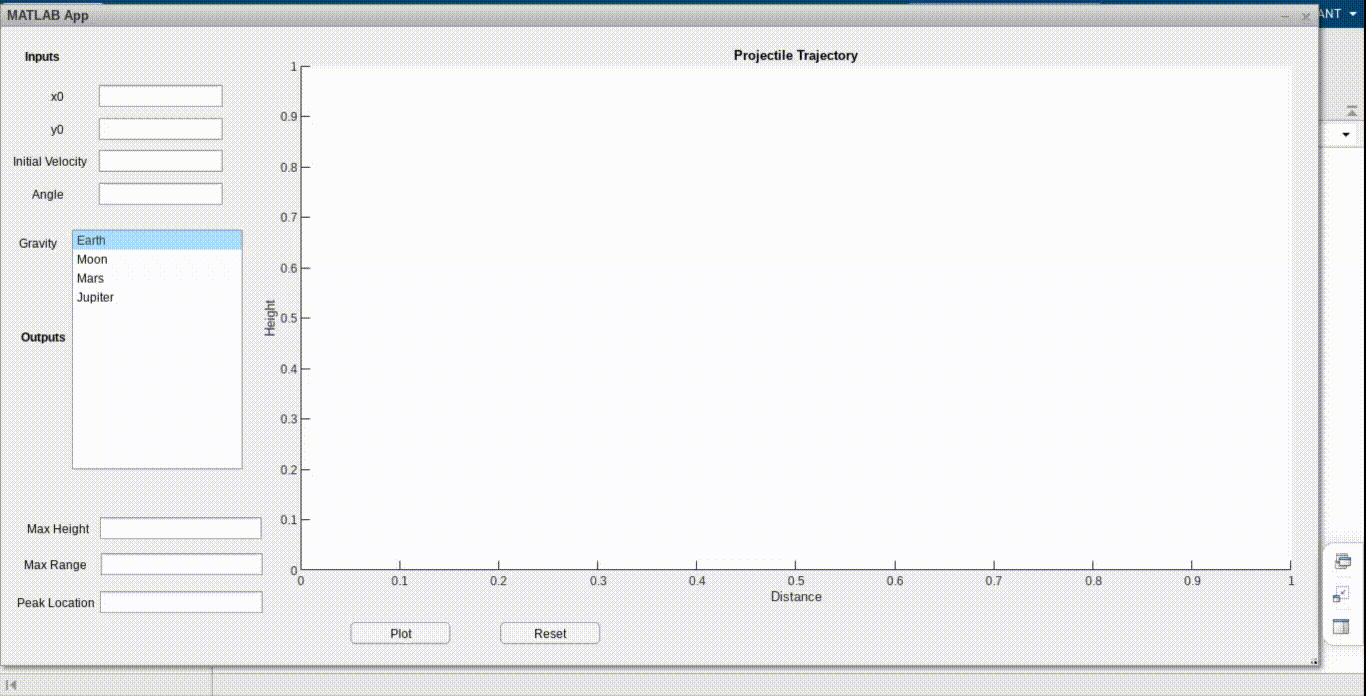 MATLAB App
ANT
Inputs
x0
y0
Initial Velocity
Angle
Gravity
Earth
Moon
Mars
Jupiter
Outputs
Max Height
Max Range
Peak Location
Projectile Trajectory
Height
1
0.9
0.8
0.7
0.6
0.5
0.4
0.3
0.2
0.1
0
0 0.1 0.2 0.3 0.4 0.5 0.6 0.7 0.8 0.9 1
Distance
Plot Reset